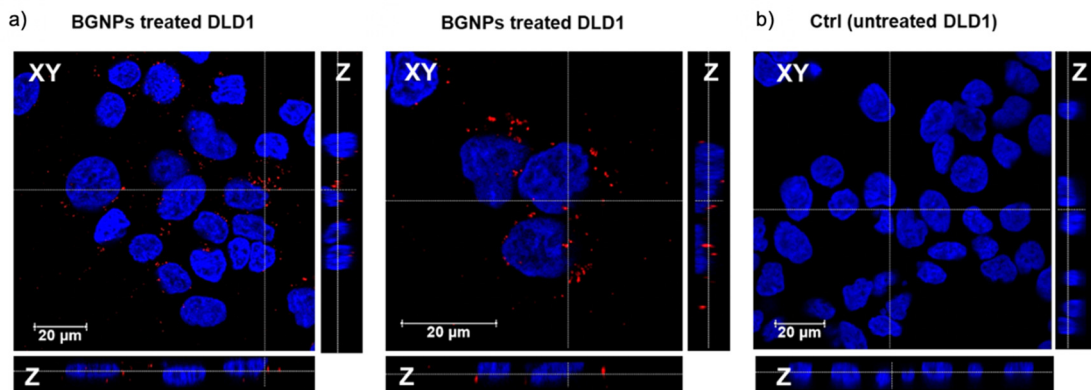 a)
BGNPs treated DLD1
BGNPs treated DLD1
b)
Ctrl (untreated DLD1)
XY
Z
20 µm
Z
XY
Z
20 µm
Z
XY
Z
20 µm
Z